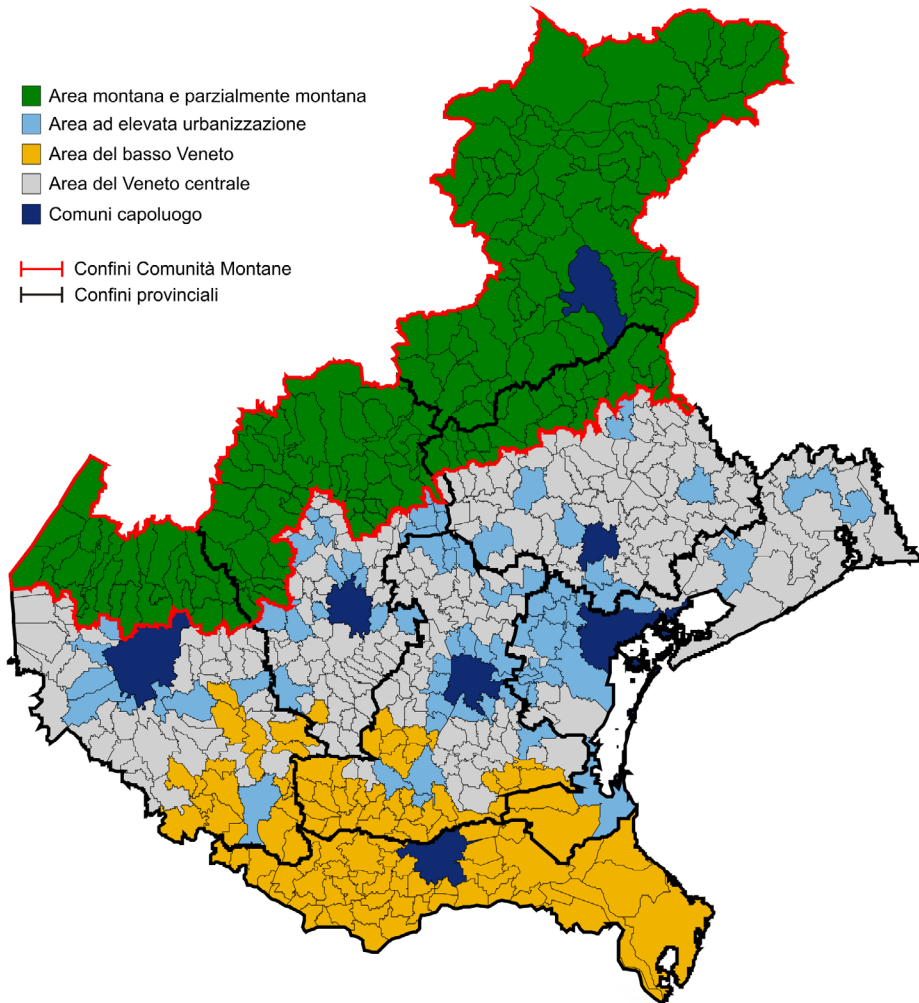 Area montana e parzialmente montana
Area ad elevata urbanizzazione
Area del basso Veneto
Area del Veneto centrale
Comuni capoluogo
Confini Comunità Montane
Confini provinciali